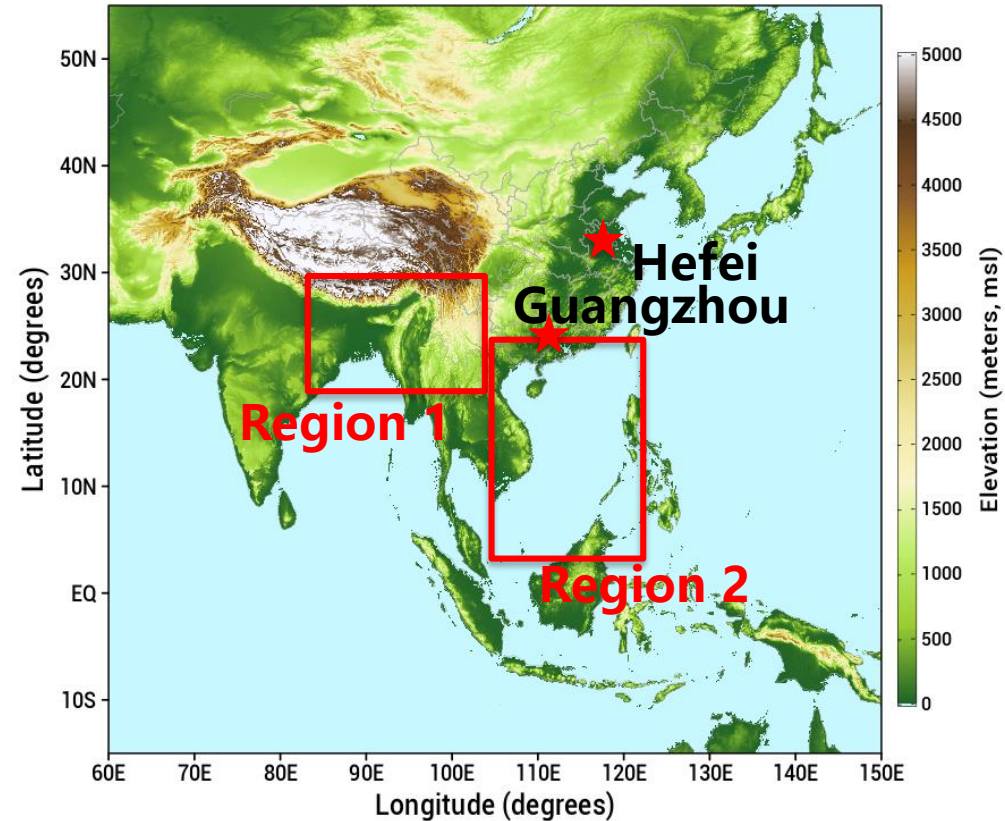 50N
40N
30N
20N
10N
EQ
10S
Latitude (degrees)
60E 70E 80E 90E 100E 110E 120E 130E 140E 150E
Longitude (degrees)
Hefei
Guangzhou
Region 1
Region 2
5000
4500
4000
3500
3000
2500
2000
1500
1000
500
0
Elevation (meters, msl)